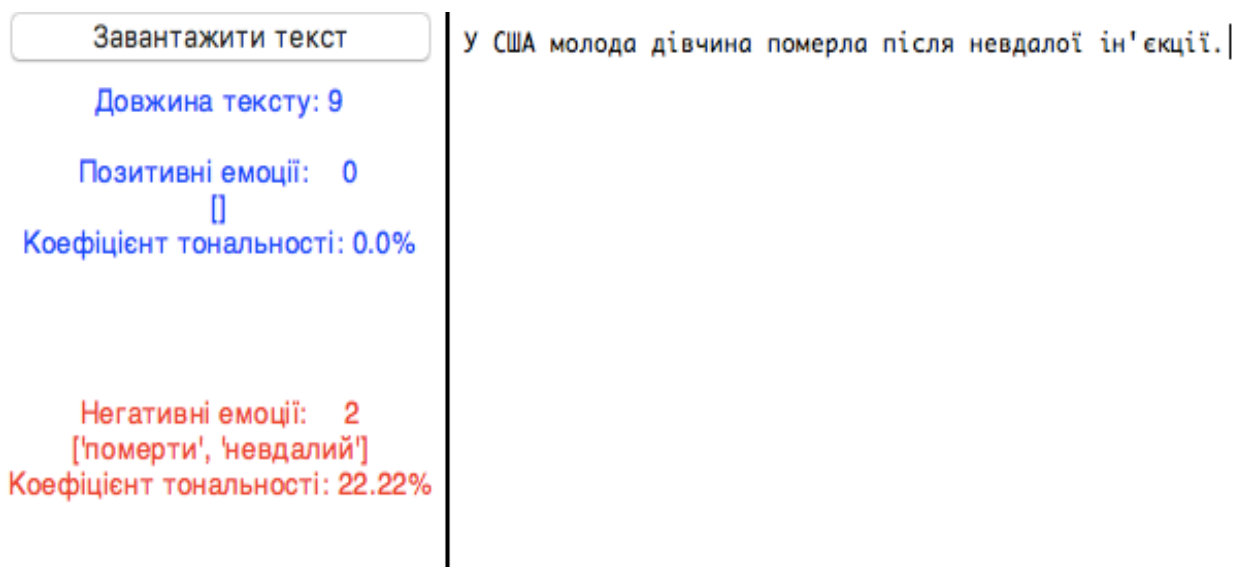 Завантажити текст
Довжина тексту: 9
Позитивні емоції: 0
[]
Коефіцієнт тональності: 0.0%
Негативні емоції: 2
['померти', 'невдалий']
Коефіцієнт тональності: 22.22%
У США молода дівчина померла після невдалої ін'єкції.